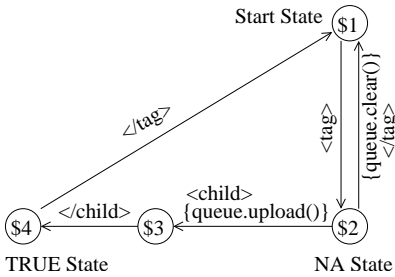 Start State
$1
</tag>
<tag>
{queue.clear()}
</tag>
<child>
</child>
{queue.upload()}
$4
$3
$2
TRUE State
NA State